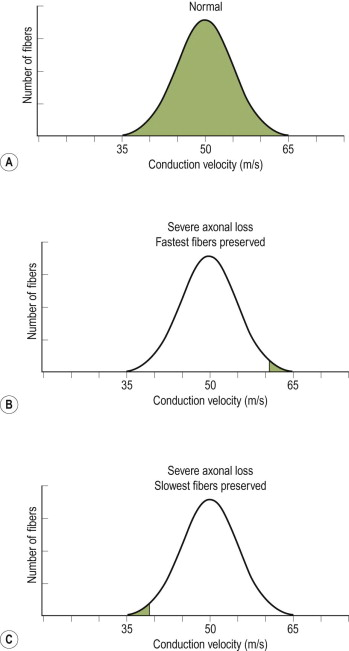 Normal
Number of fibers
35 50 65
Conduction velocity (m/s)
A
Severe axonal loss
Fastest fibers preserved
Number of fibers
35 50 65
Conduction velocity (m/s)
B
Severe axonal loss
Slowest fibers preserved
Number of fibers
35 50 65
Conduction velocity (m/s)
C